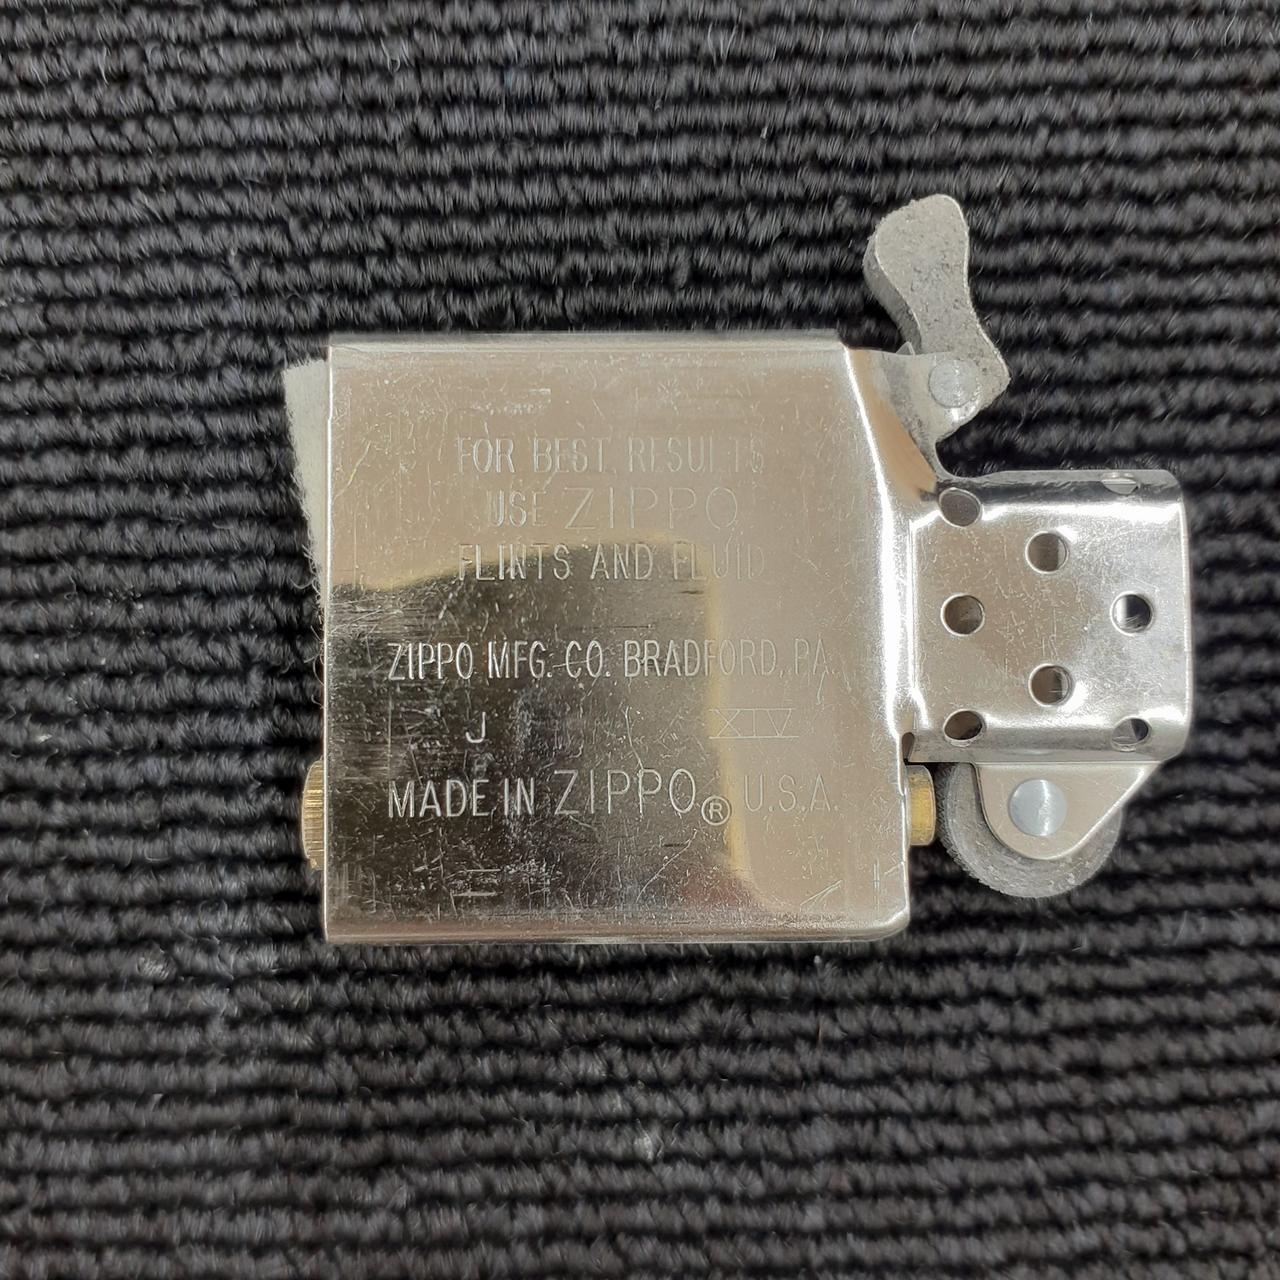 FOR BEST RESULTS
USE ZIPPO
FLINTS AND FLUID
ZIPPO MFG. CO. BRADFORD, PA.
J XIV
MADE IN ZIPPO® U.S.A.